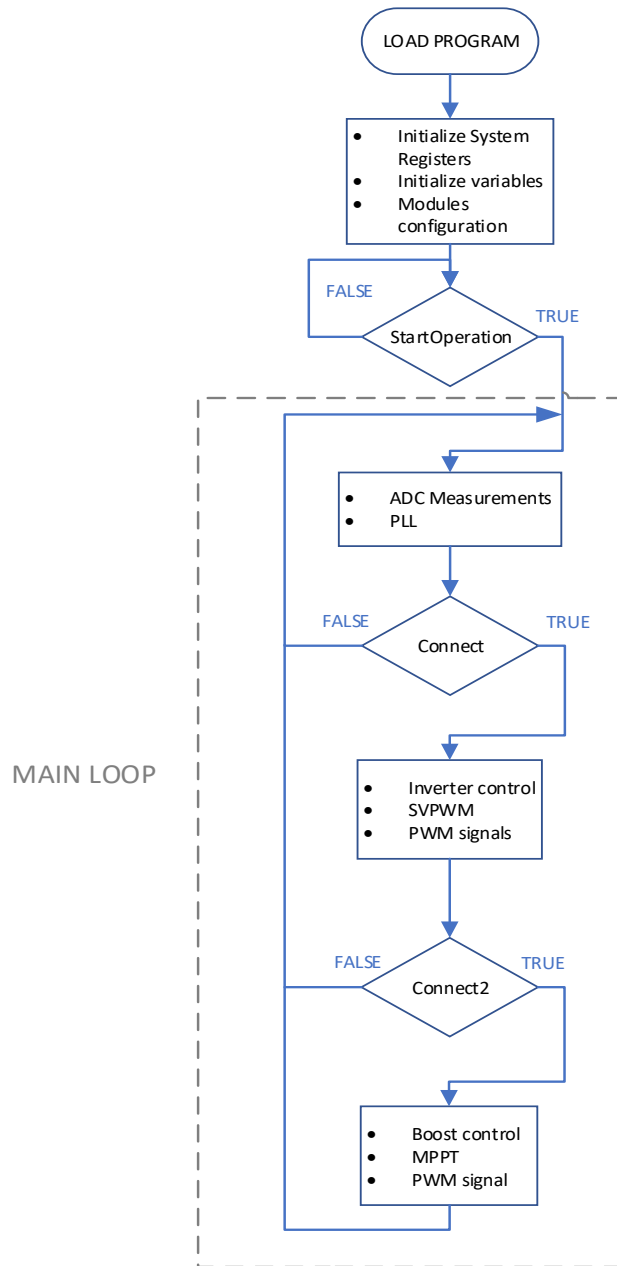 LOAD PROGRAM
• Initialize System
Registers
• Initialize variables
• Modules
configuration
FALSE
TRUE
StartOperation
• ADC Measurements
• PLL
FALSE
TRUE
Connect
MAIN LOOP
• Inverter control
• SVPWM
• PWM signals
FALSE
TRUE
Connect2
• Boost control
• MPPT
• PWM signal